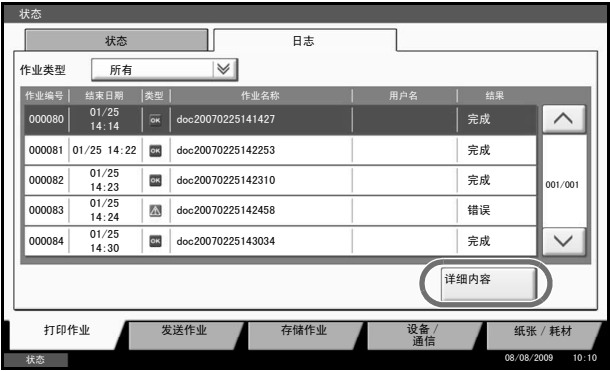 状态
状态 日志
作业类型 所有
作业编号 结束日期 类型 作业名称 用户名 结果
000080 01/25 14:14 OK doc20070225141427 完成
000081 01/25 14:22 OK doc20070225142253 完成
000082 01/25 14:23 OK doc20070225142310 完成
001/001
000083 01/25 14:24 doc20070225142458 错误
000084 01/25 14:30 OK doc20070225143034 完成
详细内容
打印作业 发送作业 存储作业 设备 / 通信 纸张 / 耗材
状态 08/08/2009 10:10